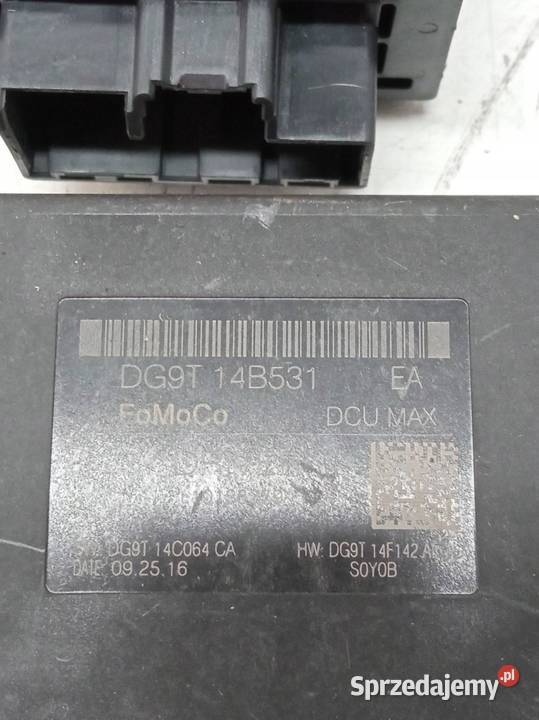 DG9T 14B531 EA
FoMoCo DCU MAX
DG9T 14C064 CA HW: DG9T 14F142
DATE: 09.25.16 S0Y0B
Sprzedajemy.pl